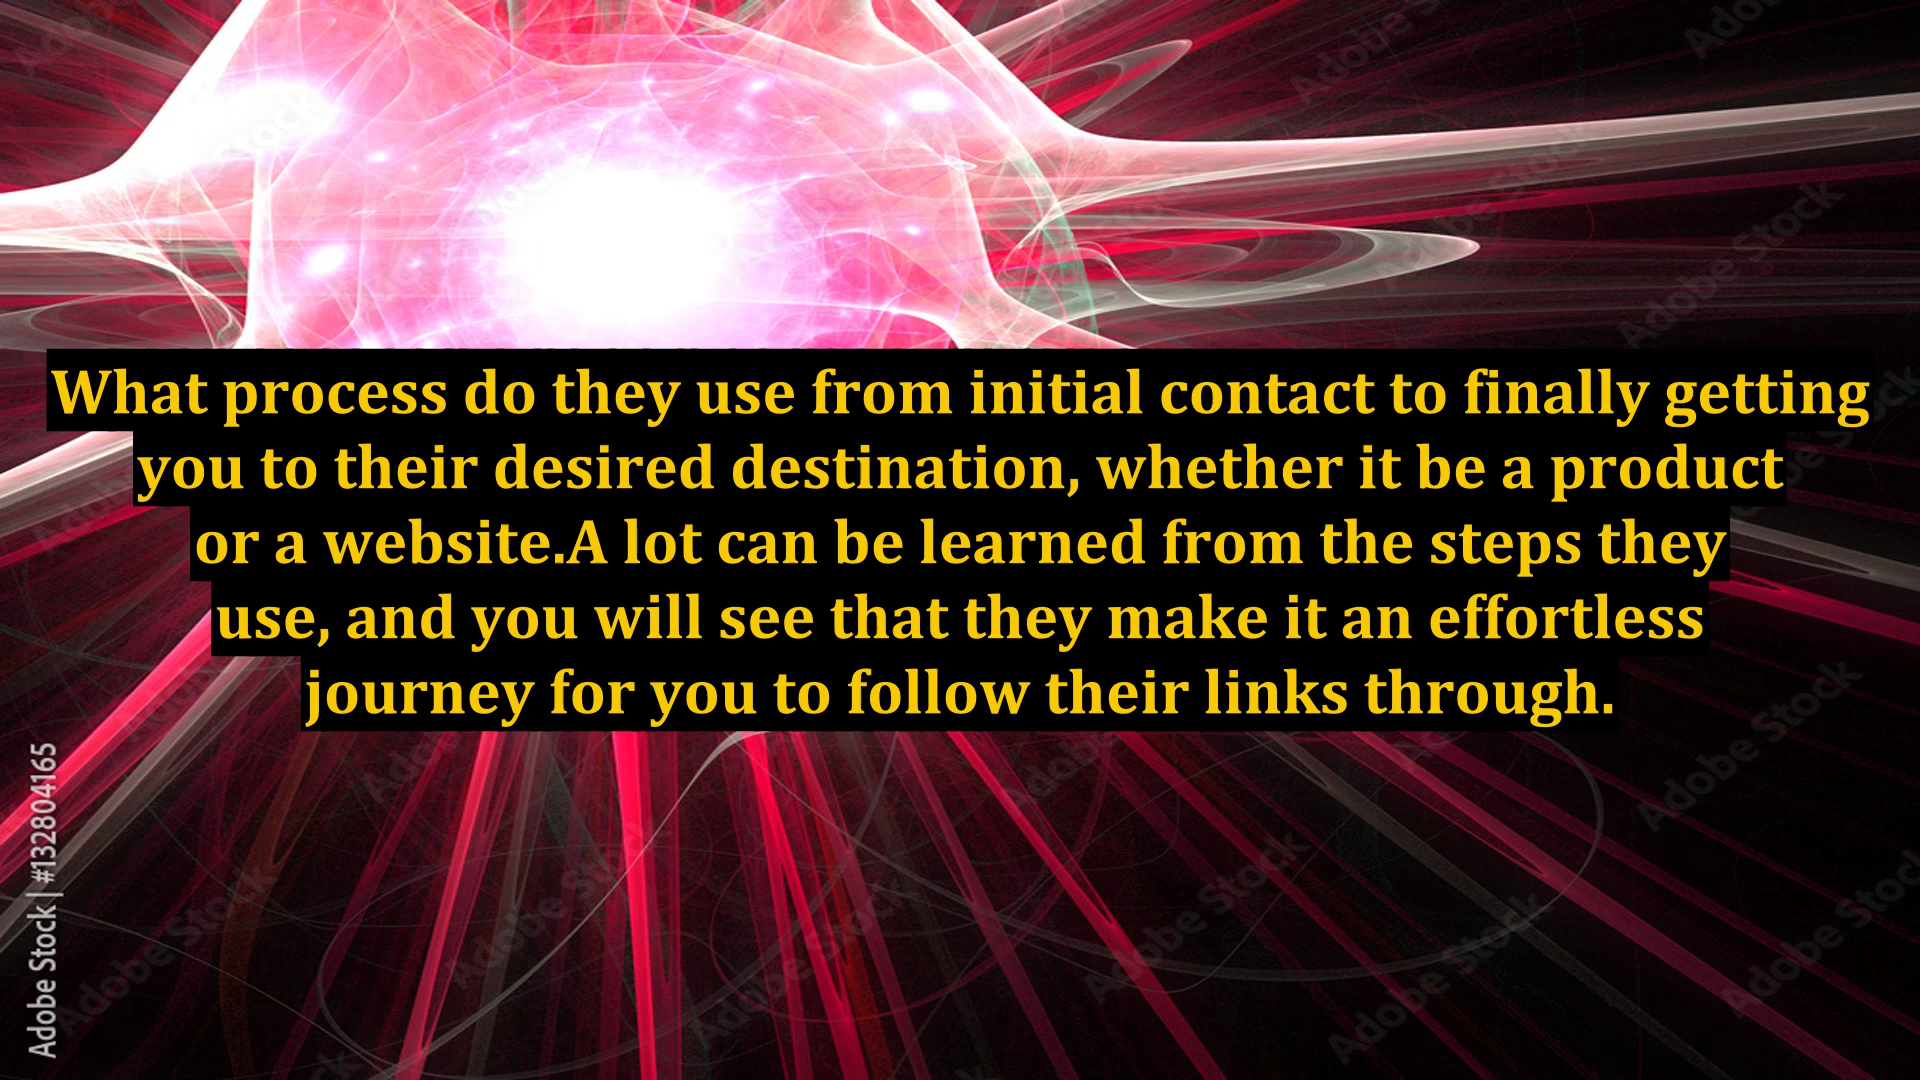 What process do they use from initial contact to finally getting
you to their desired destination, whether it be a product
or a website.A lot can be learned from the steps they
use, and you will see that they make it an effortless
journey for you to follow their links through.
Adobe Stock | #132804165
Adobe Stock